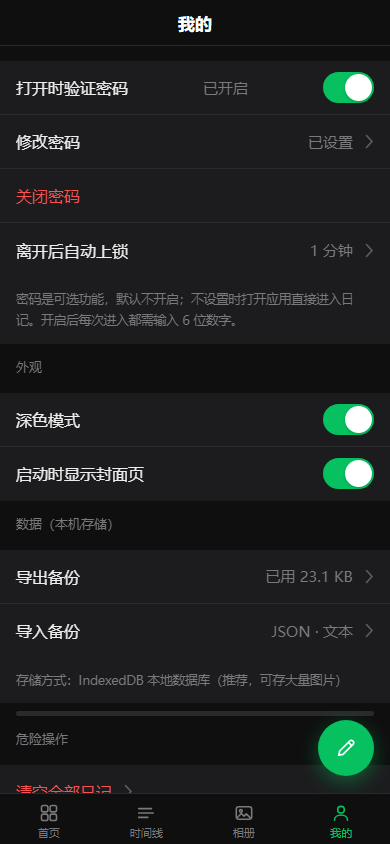 我的
打开时验证密码 已开启
修改密码 已设置
关闭密码
离开后自动上锁 1 分钟
密码是可选功能，默认不开启；不设置时打开应用直接进入日
记。开启后每次进入都需输入 6 位数字。
外观
深色模式
启动时显示封面页
数据（本机存储）
导出备份 已用 23.1 KB
导入备份 JSON · 文本
存储方式：IndexedDB 本地数据库（推荐，可存大量图片）
危险操作
清空全部日记
首页 时间线 相册 我的